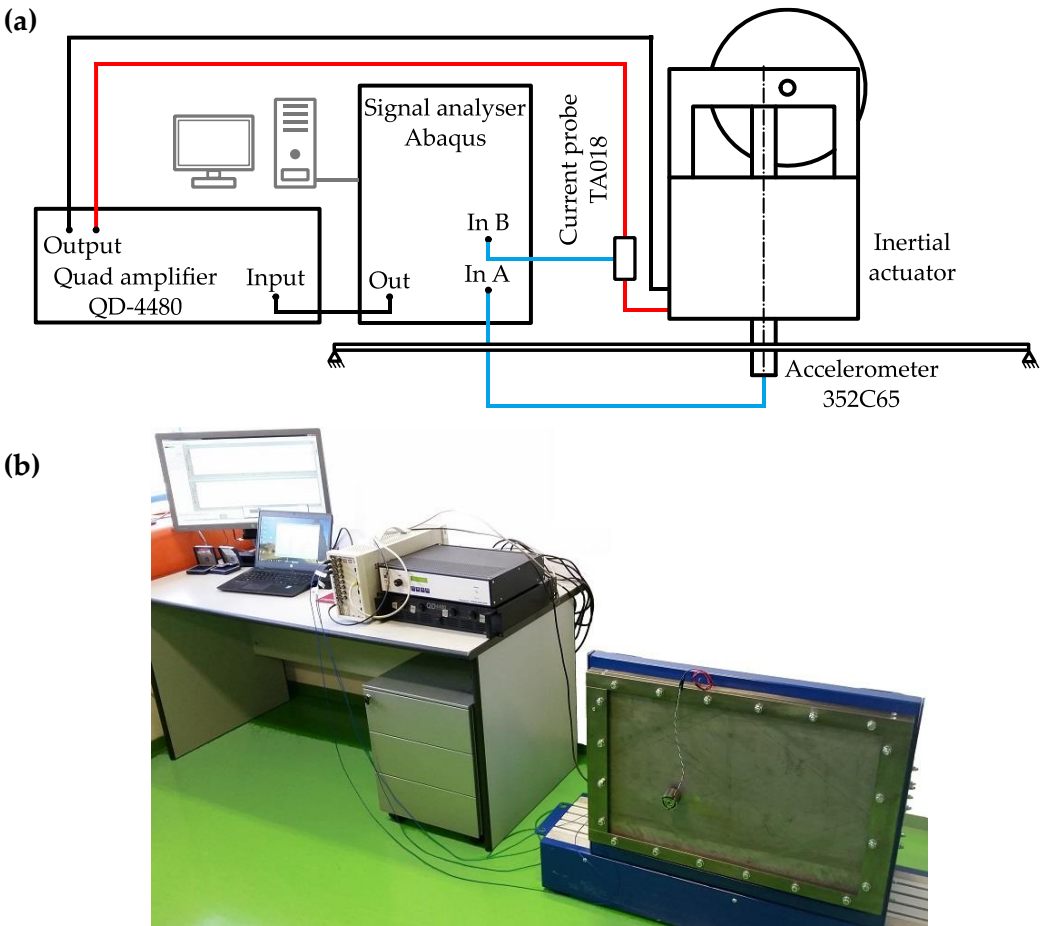 (a)
Signal analyser
Abaqus
Current probe
TA018
In B
Output
Quad amplifier
QD-4480
Input
Out
In A
Inertial
actuator
Accelerometer
352C65
(b)
QD4480